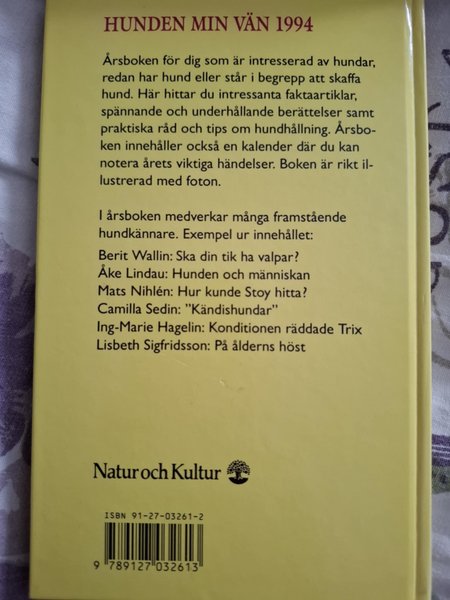 HUNDEN MIN VÄN 1994
Årsboken för dig som är intresserad av hundar,
redan har hund eller står i begrepp att skaffa
hund. Här hittar du intressanta faktaartiklar,
spännande och underhållande berättelser samt
praktiska råd och tips om hundhållning. Årsbo-
ken innehåller också en kalender där du kan
notera årets viktiga händelser. Boken är rikt il-
lustrerad med foton.
I årsboken medverkar många framstående
hundkännare. Exempel ur innehållet:
Berit Wallin: Ska din tik ha valpar?
Åke Lindau: Hunden och människan
Mats Nihlén: Hur kunde Stoy hitta?
Camilla Sedin: ”Kändishundar”
Ing-Marie Hagelin: Konditionen räddade Trix
Lisbeth Sigfridsson: På ålderns höst
Natur och Kultur
ISBN 91-27-03261-2
9 789127 032613